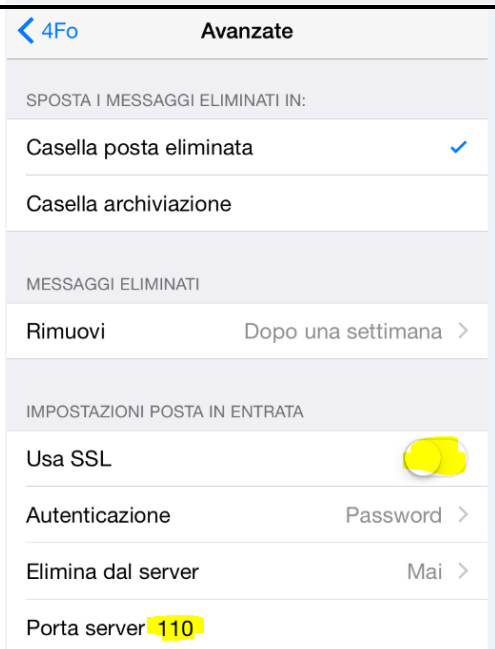 4Fo Avanzate
SPOSTA I MESSAGGI ELIMINATI IN:
Casella posta eliminata
Casella archiviazione
MESSAGGI ELIMINATI
Rimuovi Dopo una settimana
IMPOSTAZIONI POSTA IN ENTRATA
Usa SSL
Autenticazione Password
Elimina dal server Mai
Porta server 110